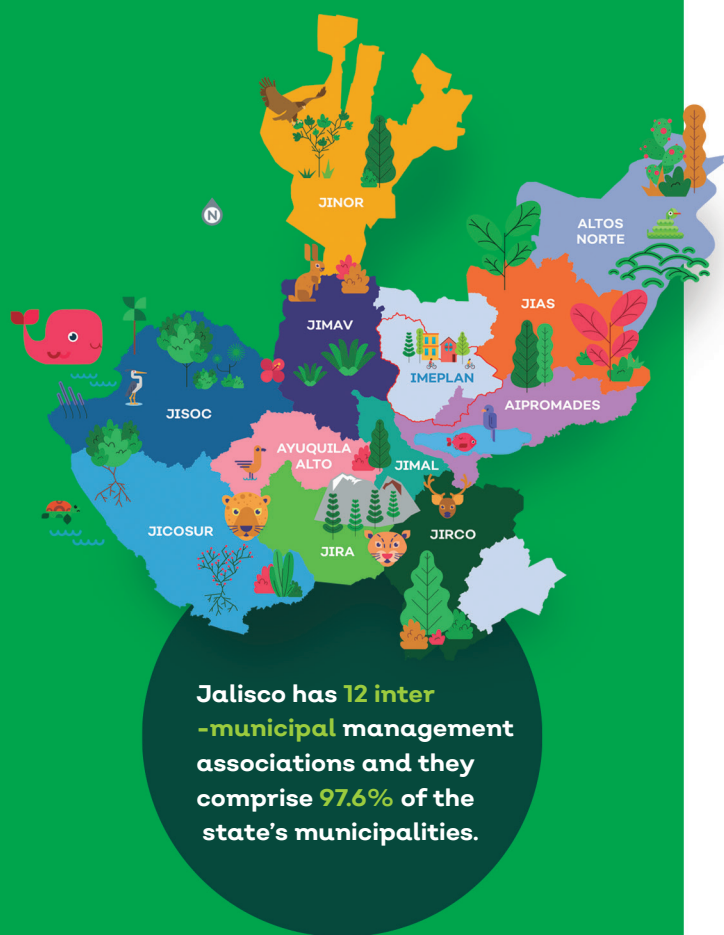 JINOR
N
ALTOS
NORTE
JIAS
JIMAV
IMEPLAN
AIPROMADES
JISOC
AYUQUILA
ALTO
JIMAL
JICOSUR
JIRA
JIRCO
Jalisco has 12 inter
-municipal management
associations and they
comprise 97.6% of the
state's municipalities.